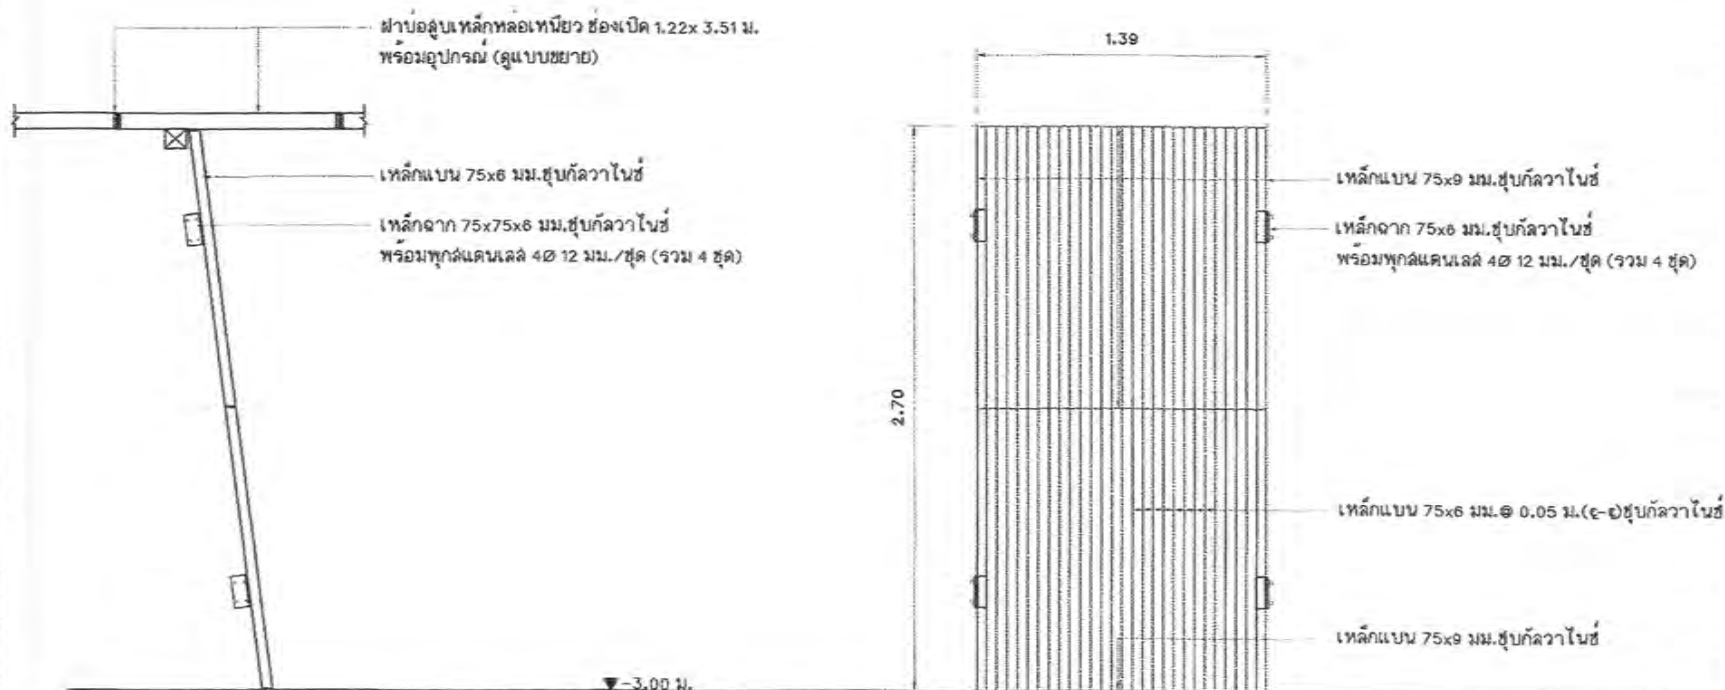 ฝาบ่อสูบเหล็กหล่อเหนียว ช่องเปิด 1.22x 3.51 ม.
พร้อมอุปกรณ์ (ดูแบบขยาย)
เหล็กแบน 75x6 มม.ชุบกัลวาไนซ์
เหล็กฉาก 75x75x6 มม.ชุบกัลวาไนซ์
พร้อมพุกสแตนเลส 4Ø 12 มม./ชุด (รวม 4 ชุด)
-3.00 ม.
1.39
2.70
เหล็กแบน 75x9 มม.ชุบกัลวาไนซ์
เหล็กฉาก 75x6 มม.ชุบกัลวาไนซ์
พร้อมพุกสแตนเลส 4Ø 12 มม./ชุด (รวม 4 ชุด)
เหล็กแบน 75x6 มม.@ 0.05 ม.(c-c)ชุบกัลวาไนซ์
เหล็กแบน 75x9 มม.ชุบกัลวาไนซ์